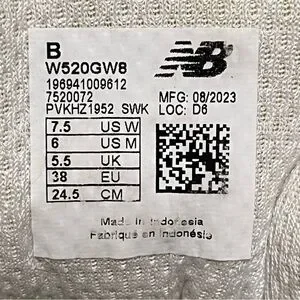 B
W520GW8
196941009612
7520072
PVKHZ1952 SWK
NB
MFG: 08/2023
LOC: D6
7.5 US W
6 US M
5.5 UK
38 EU
24.5 CM
Made in Indonesia
Fabriqué en Indonésie